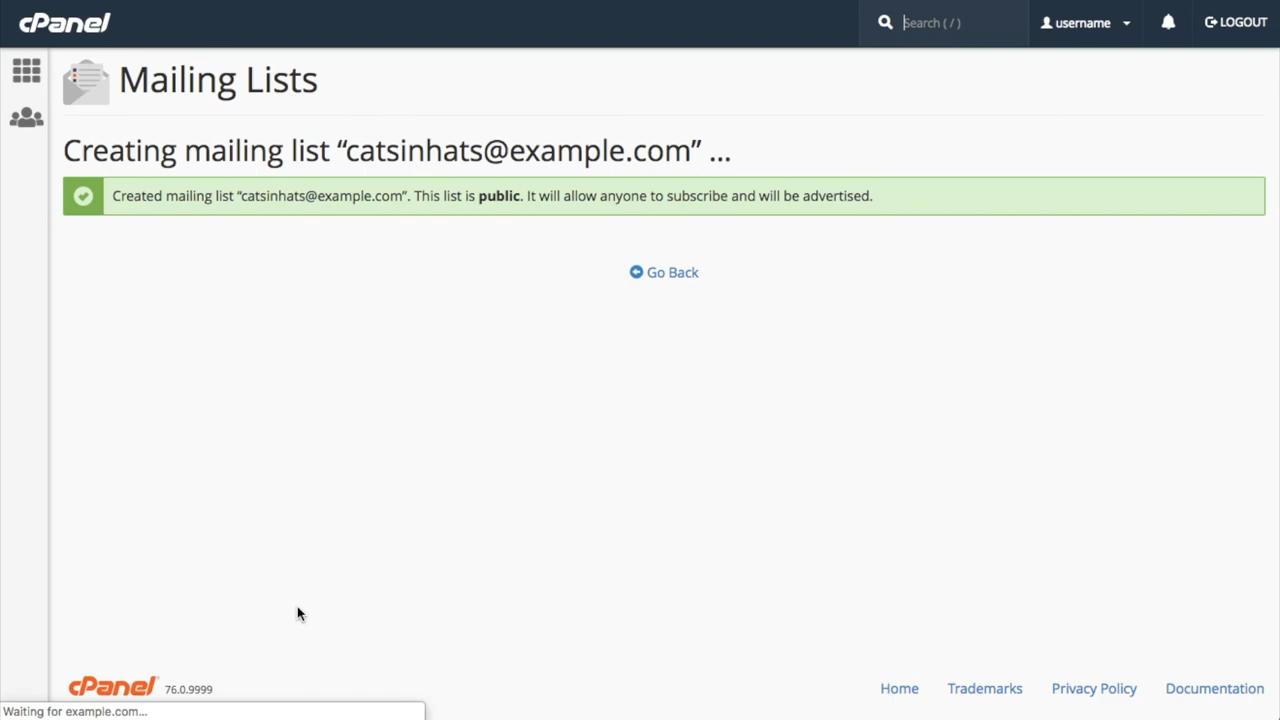 cPanel
Search ( / )
username
LOGOUT
Mailing Lists
Creating mailing list “catsinhats@example.com” ...
Created mailing list “catsinhats@example.com”. This list is public. It will allow anyone to subscribe and will be advertised.
Go Back
cPanel 76.0.9999
Home
Trademarks
Privacy Policy
Documentation
Waiting for example.com...